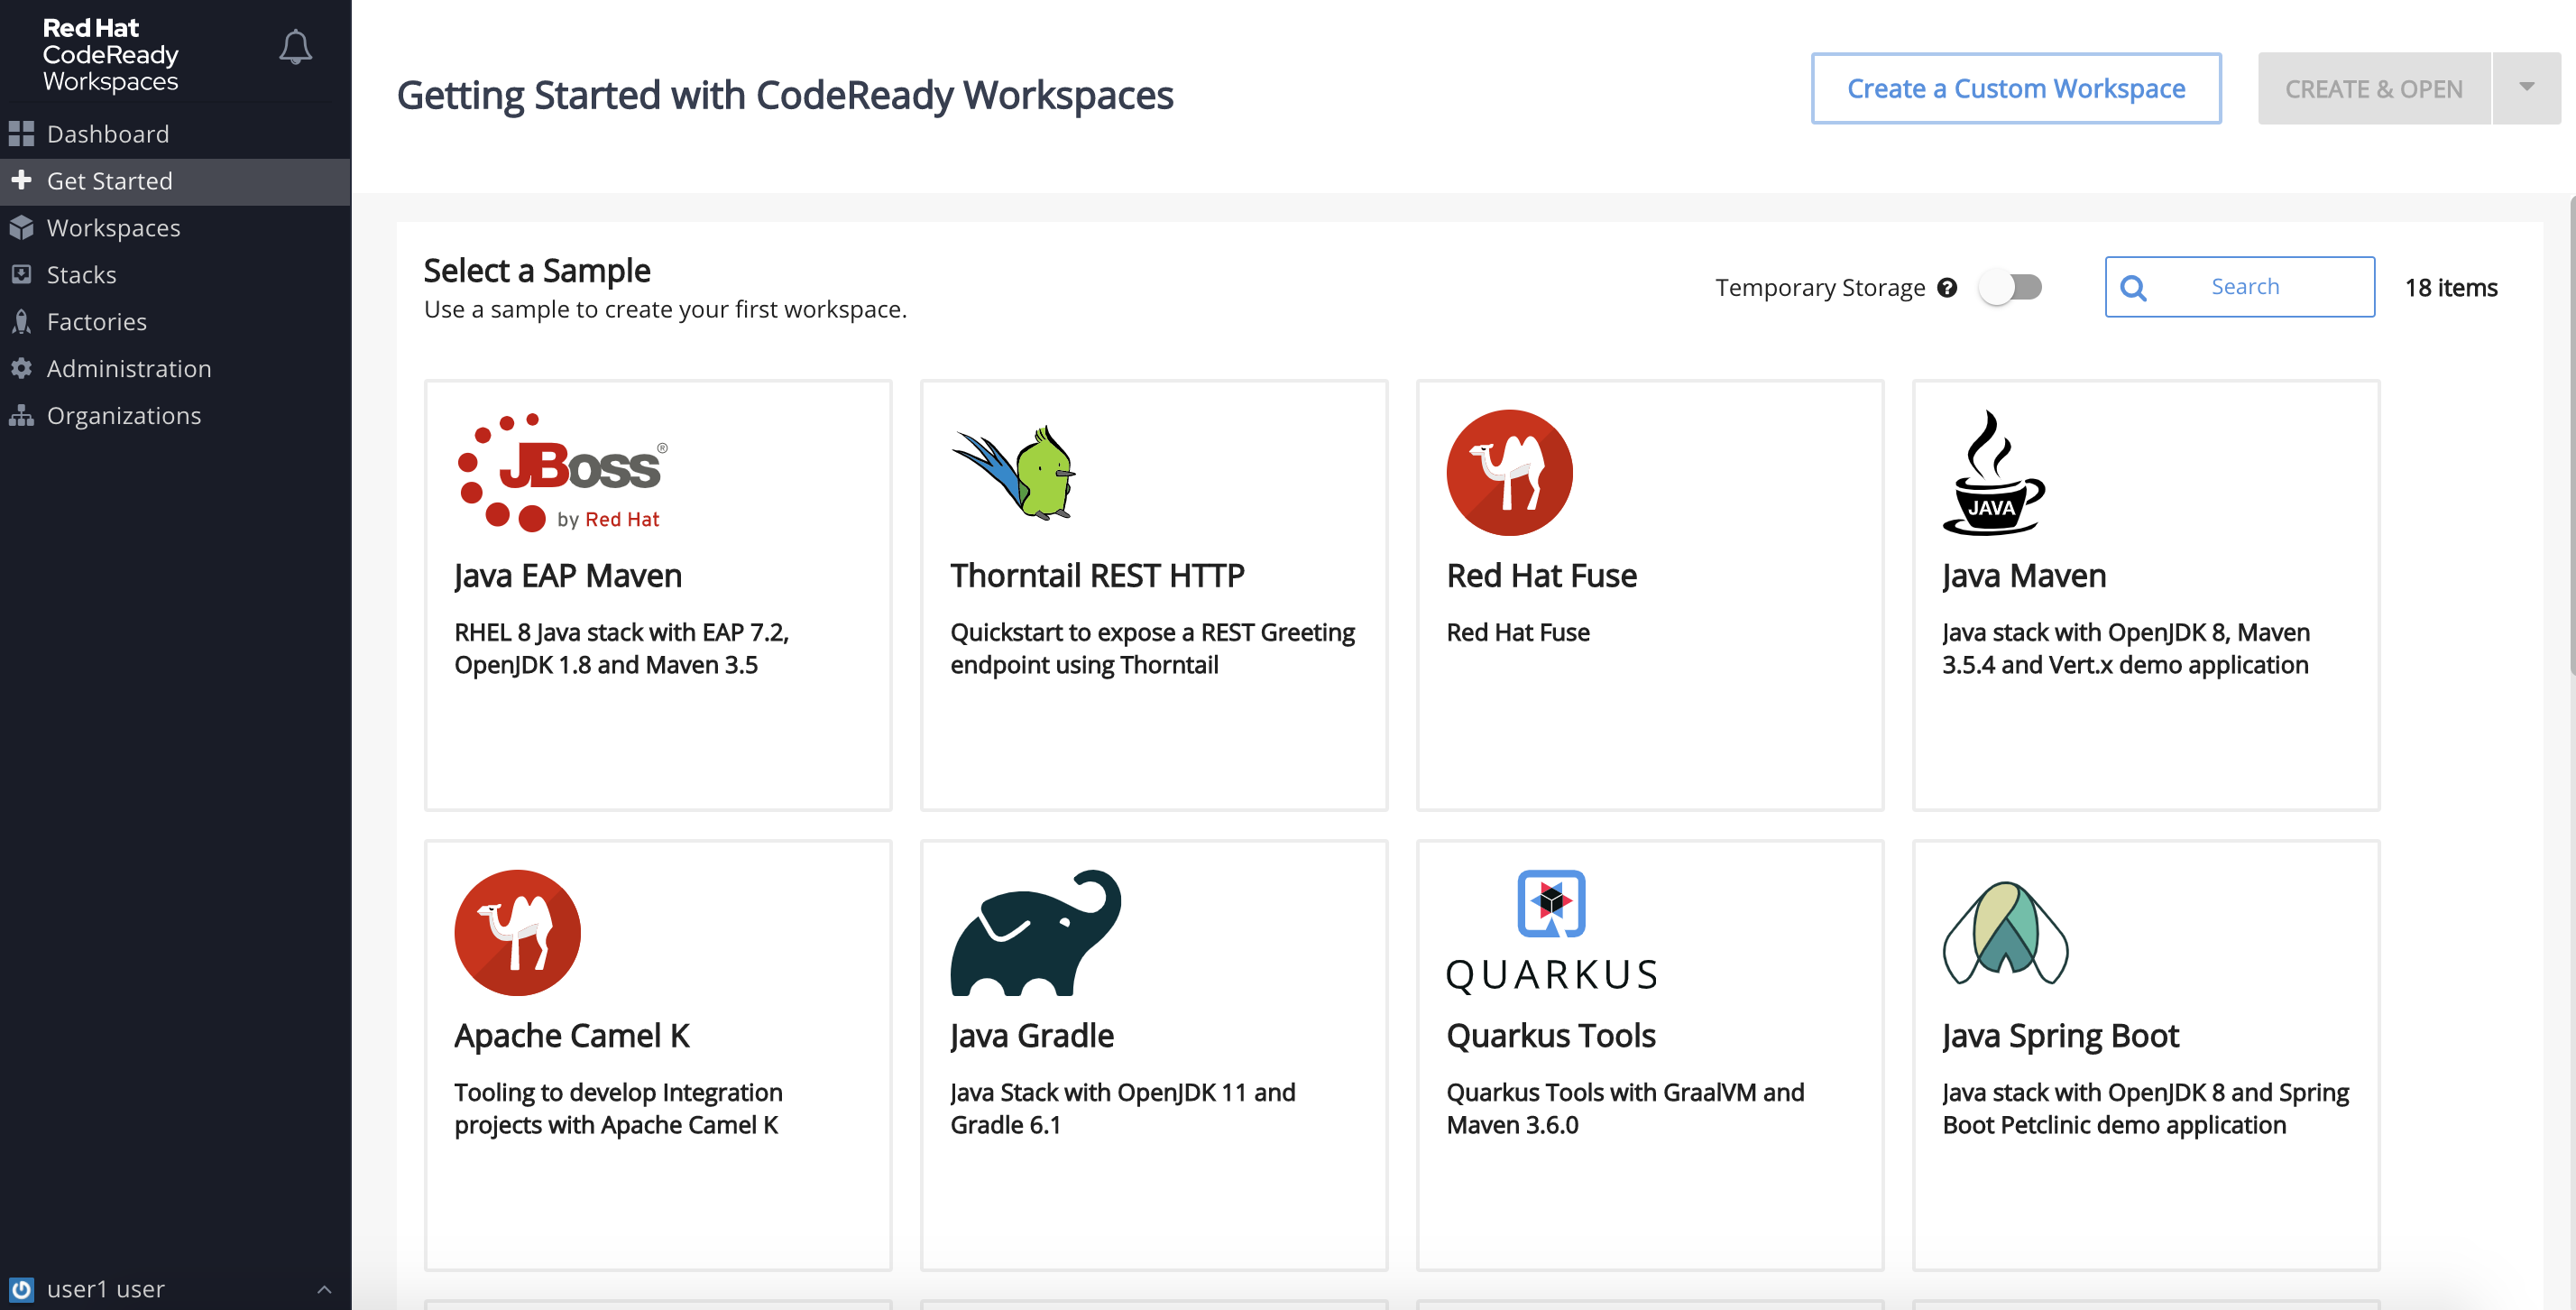 Red Hat
CodeReady
Workspaces
Dashboard
Get Started
Workspaces
Stacks
Factories
Administration
Organizations
user1 user
Getting Started with CodeReady Workspaces
Create a Custom Workspace
CREATE & OPEN
Select a Sample
Use a sample to create your first workspace.
Temporary Storage ?
Search
18 items
JBoss®
by Red Hat
Java EAP Maven
RHEL 8 Java stack with EAP 7.2,
OpenJDK 1.8 and Maven 3.5
Thorntail REST HTTP
Quickstart to expose a REST Greeting
endpoint using Thorntail
Red Hat Fuse
Red Hat Fuse
JAVA
Java Maven
Java stack with OpenJDK 8, Maven
3.5.4 and Vert.x demo application
Apache Camel K
Tooling to develop Integration
projects with Apache Camel K
Java Gradle
Java Stack with OpenJDK 11 and
Gradle 6.1
QUARKUS
Quarkus Tools
Quarkus Tools with GraalVM and
Maven 3.6.0
Java Spring Boot
Java stack with OpenJDK 8 and Spring
Boot Petclinic demo application